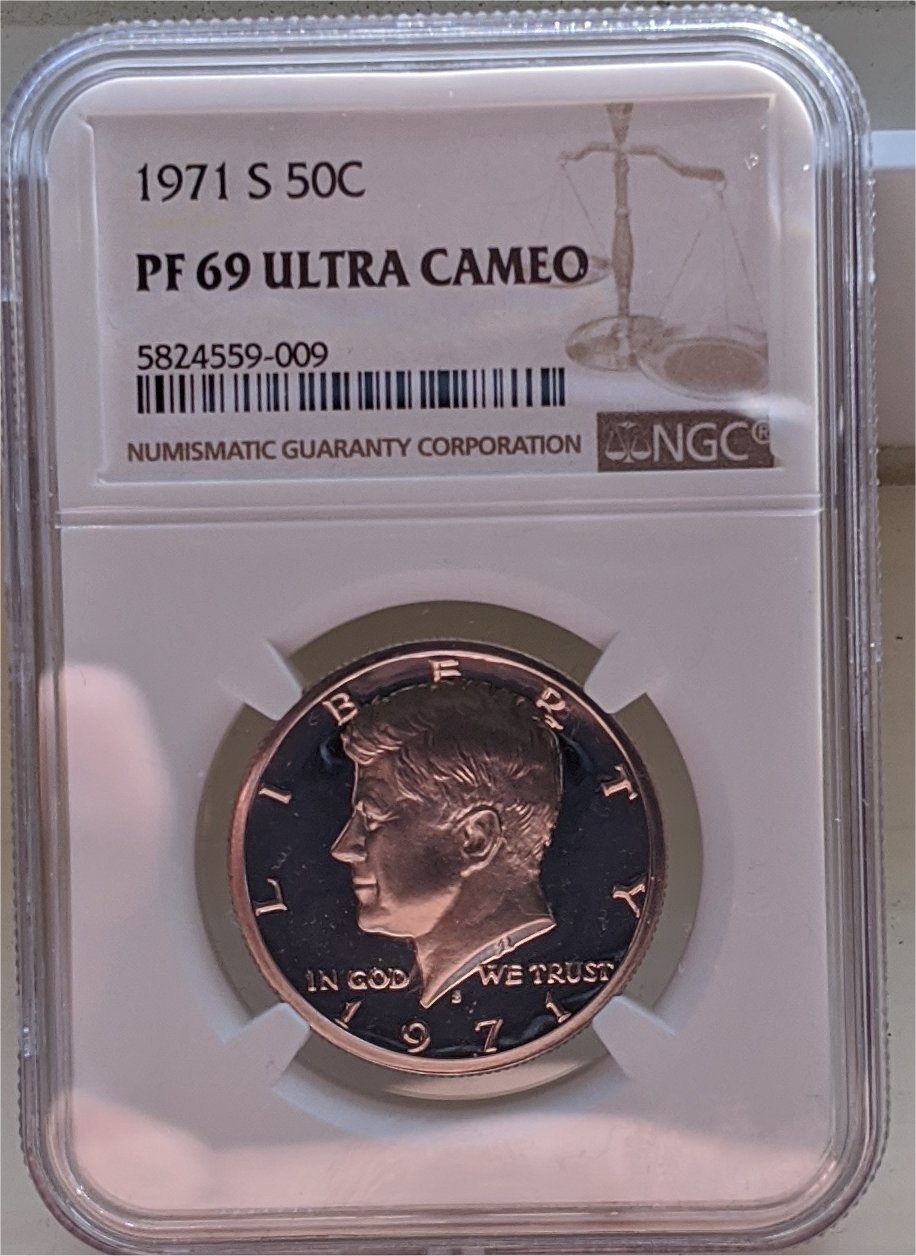 1971 S 50C
PF 69 ULTRA CAMEO
5824559-009
NUMISMATIC GUARANTY CORPORATION
NGC®
LIBERTY
IN GOD WE TRUST
S
1971